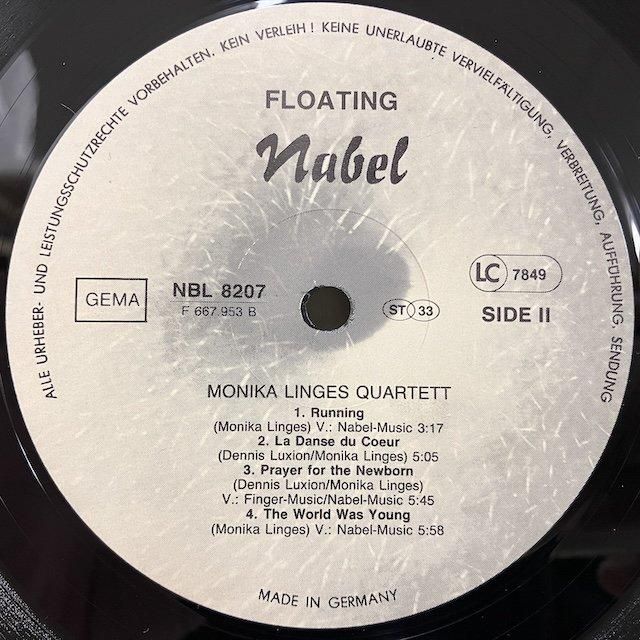 ALLE URHEBER- UND LEISTUNGSSCHUTZRECHTE VORBEHALTEN. KEIN VERLEIH! KEINE UNERLAUBTE VERVIELFÄLTIGUNG, VERBREITUNG, AUFFÜHRUNG, SENDUNG
FLOATING
Nabel
GEMA
NBL 8207
F 667.953 B
ST 33
LC 7849
SIDE II
MONIKA LINGES QUARTETT
1. Running
(Monika Linges) V.: Nabel-Music 3:17
2. La Danse du Coeur
(Dennis Luxion/Monika Linges) 5:05
3. Prayer for the Newborn
(Dennis Luxion/Monika Linges)
V.: Finger-Music/Nabel-Music 5:45
4. The World Was Young
(Monika Linges) V.: Nabel-Music 5:58
MADE IN GERMANY